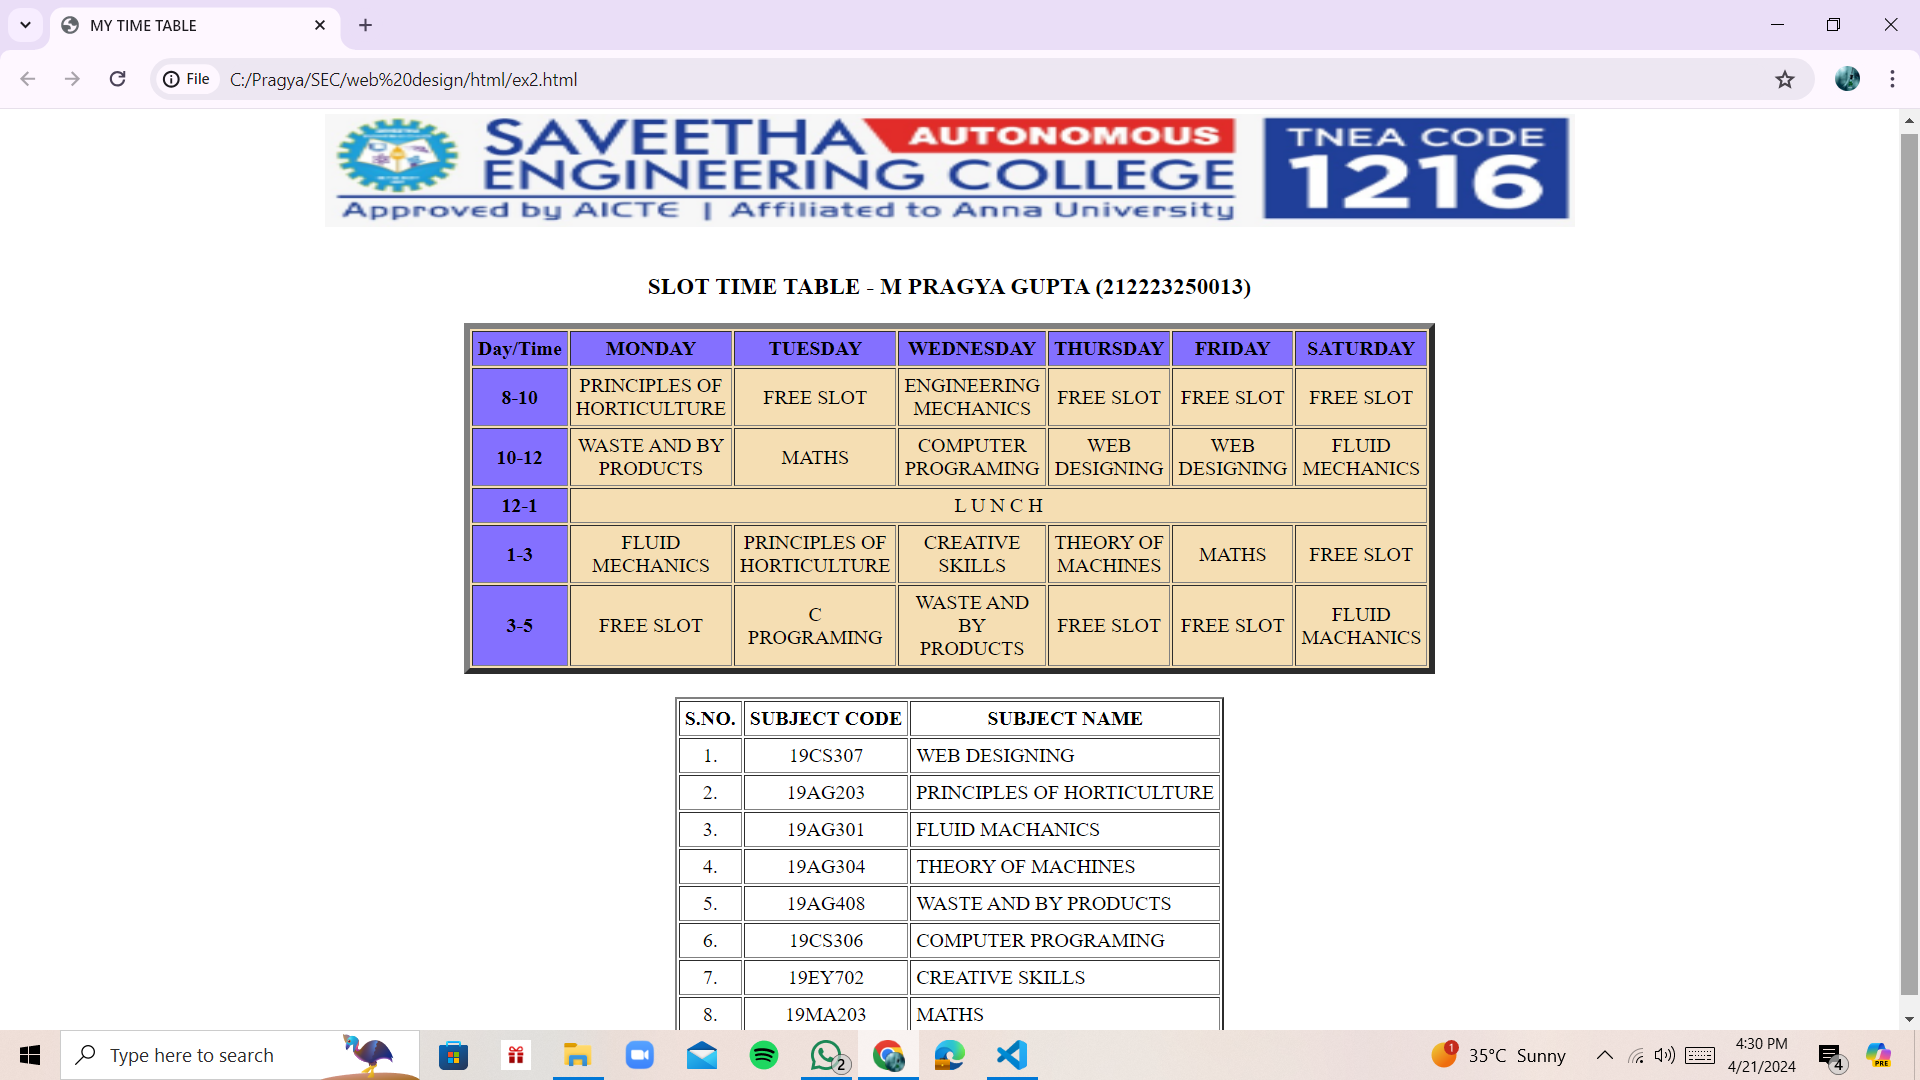 MY TIME TABLE
File
C:/Pragya/SEC/web%20design/html/ex2.html
SAVEETHA AUTONOMOUS
ENGINEERING COLLEGE
Approved by AICTE | Affiliated to Anna University
TNEA CODE
1216
SLOT TIME TABLE - M PRAGYA GUPTA (212223250013)
Day/Time MONDAY TUESDAY WEDNESDAY THURSDAY FRIDAY SATURDAY
8-10 PRINCIPLES OF HORTICULTURE FREE SLOT ENGINEERING MECHANICS FREE SLOT FREE SLOT FREE SLOT
10-12 WASTE AND BY PRODUCTS MATHS COMPUTER PROGRAMING WEB DESIGNING WEB DESIGNING FLUID MECHANICS
12-1 L U N C H
1-3 FLUID MECHANICS PRINCIPLES OF HORTICULTURE CREATIVE SKILLS THEORY OF MACHINES MATHS FREE SLOT
3-5 FREE SLOT C PROGRAMING WASTE AND BY PRODUCTS FREE SLOT FREE SLOT FLUID MACHANICS
S.NO. SUBJECT CODE SUBJECT NAME
1. 19CS307 WEB DESIGNING
2. 19AG203 PRINCIPLES OF HORTICULTURE
3. 19AG301 FLUID MACHANICS
4. 19AG304 THEORY OF MACHINES
5. 19AG408 WASTE AND BY PRODUCTS
6. 19CS306 COMPUTER PROGRAMING
7. 19EY702 CREATIVE SKILLS
8. 19MA203 MATHS
Type here to search
2
1
35°C Sunny
4:30 PM
4/21/2024
4
PRE